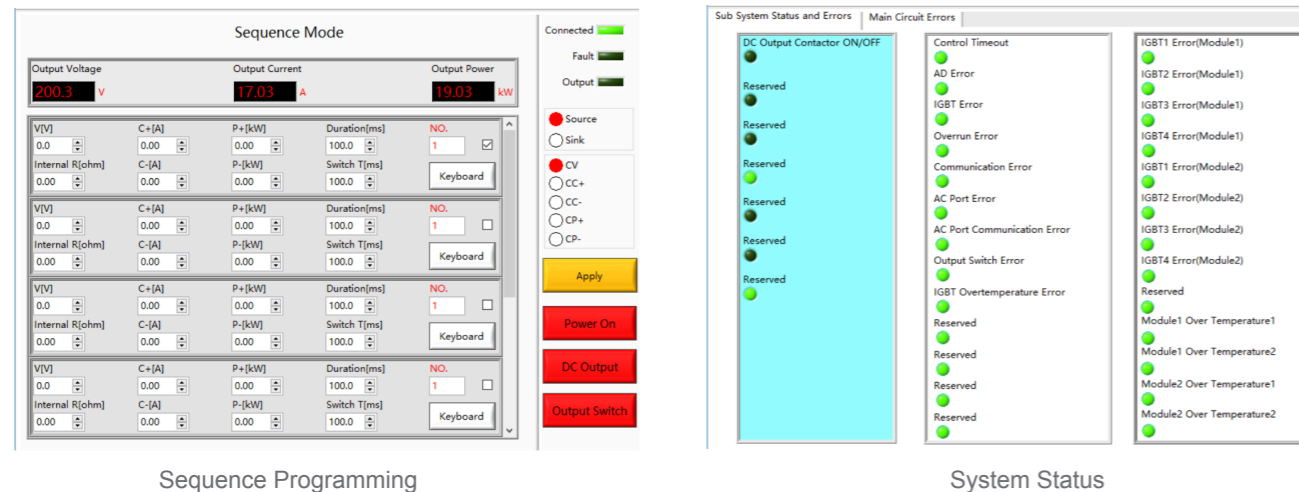 Sequence Mode
Output Voltage Output Current Output Power
200.3 V 17.03 A 19.03 kW
V[V] C+[A] P+[kW] Duration[ms] NO.
0.0 0.00 0.00 100.0 1
Internal R[ohm] C-[A] P-[kW] Switch T[ms] Keyboard
0.00 0.00 0.00 100.0
V[V] C+[A] P+[kW] Duration[ms] NO.
0.0 0.00 0.00 100.0 1
Internal R[ohm] C-[A] P-[kW] Switch T[ms] Keyboard
0.00 0.00 0.00 100.0
V[V] C+[A] P+[kW] Duration[ms] NO.
0.0 0.00 0.00 100.0 1
Internal R[ohm] C-[A] P-[kW] Switch T[ms] Keyboard
0.00 0.00 0.00 100.0
V[V] C+[A] P+[kW] Duration[ms] NO.
0.0 0.00 0.00 100.0 1
Internal R[ohm] C-[A] P-[kW] Switch T[ms] Keyboard
0.00 0.00 0.00 100.0
Connected
Fault
Output
Source
Sink
CV
CC+
CC-
CP+
CP-
Apply
Power On
DC Output
Output Switch
Sequence Programming
Sub System Status and Errors Main Circuit Errors
DC Output Contactor ON/OFF
Reserved
Reserved
Reserved
Reserved
Reserved
Reserved
Control Timeout
AD Error
IGBT Error
Overrun Error
Communication Error
AC Port Error
AC Port Communication Error
Output Switch Error
IGBT Overtemperature Error
Reserved
Reserved
Reserved
Reserved
IGBT1 Error(Module1)
IGBT2 Error(Module1)
IGBT3 Error(Module1)
IGBT4 Error(Module1)
IGBT1 Error(Module2)
IGBT2 Error(Module2)
IGBT3 Error(Module2)
IGBT4 Error(Module2)
Reserved
Module1 Over Temperature1
Module1 Over Temperature2
Module2 Over Temperature1
Module2 Over Temperature2
System Status